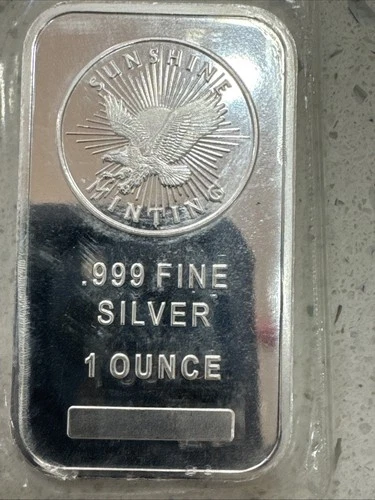 SUNSHINE
MINTING
.999 FINE
SILVER
1 OUNCE